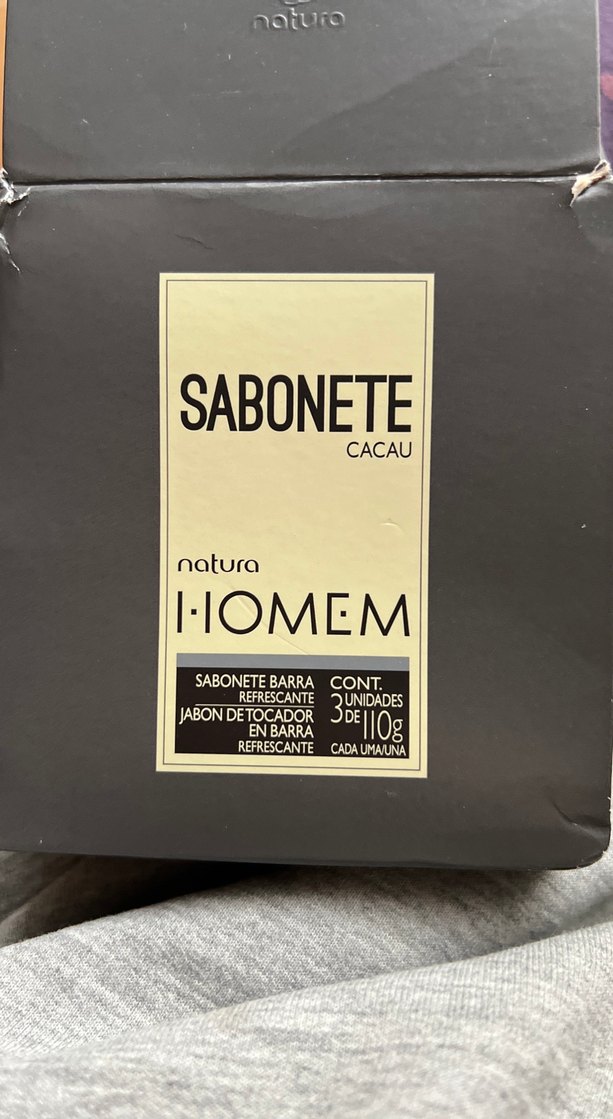 natura
SABONETE
CACAU
natura
HOMEM
SABONETE BARRA
REFRESCANTE
JABON DE TOCADOR
EN BARRA
REFRESCANTE
CONT.
3 UNIDADES
DE 110g
CADA UMA/UNA